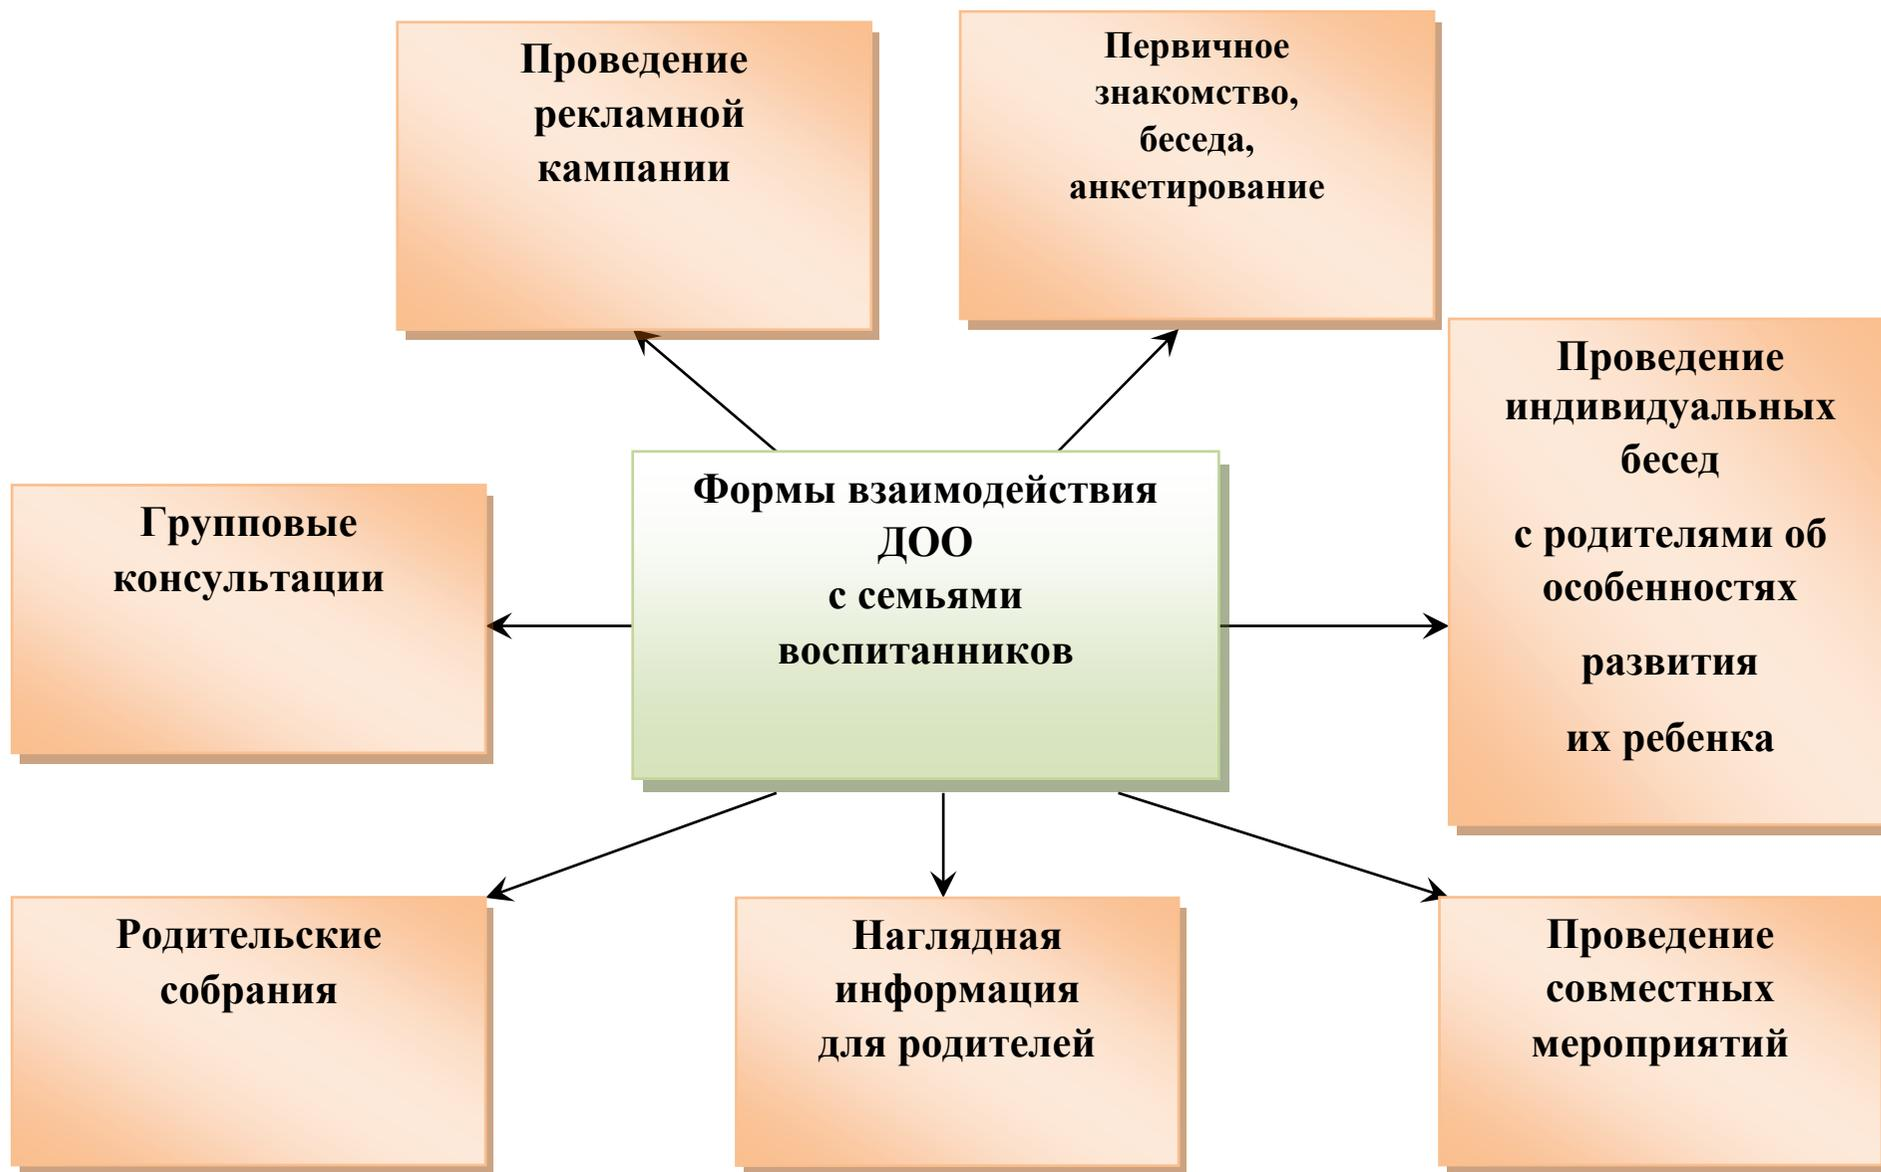 Проведение
рекламной
кампании
Первичное
знакомство,
беседа,
анкетирование
Проведение
индивидуальных
бесед
с родителями об
особенностях
развития
их ребенка
Формы взаимодействия
ДОО
с семьями
воспитанников
Групповые
консультации
Родительские
собрания
Наглядная
информация
для родителей
Проведение
совместных
мероприятий